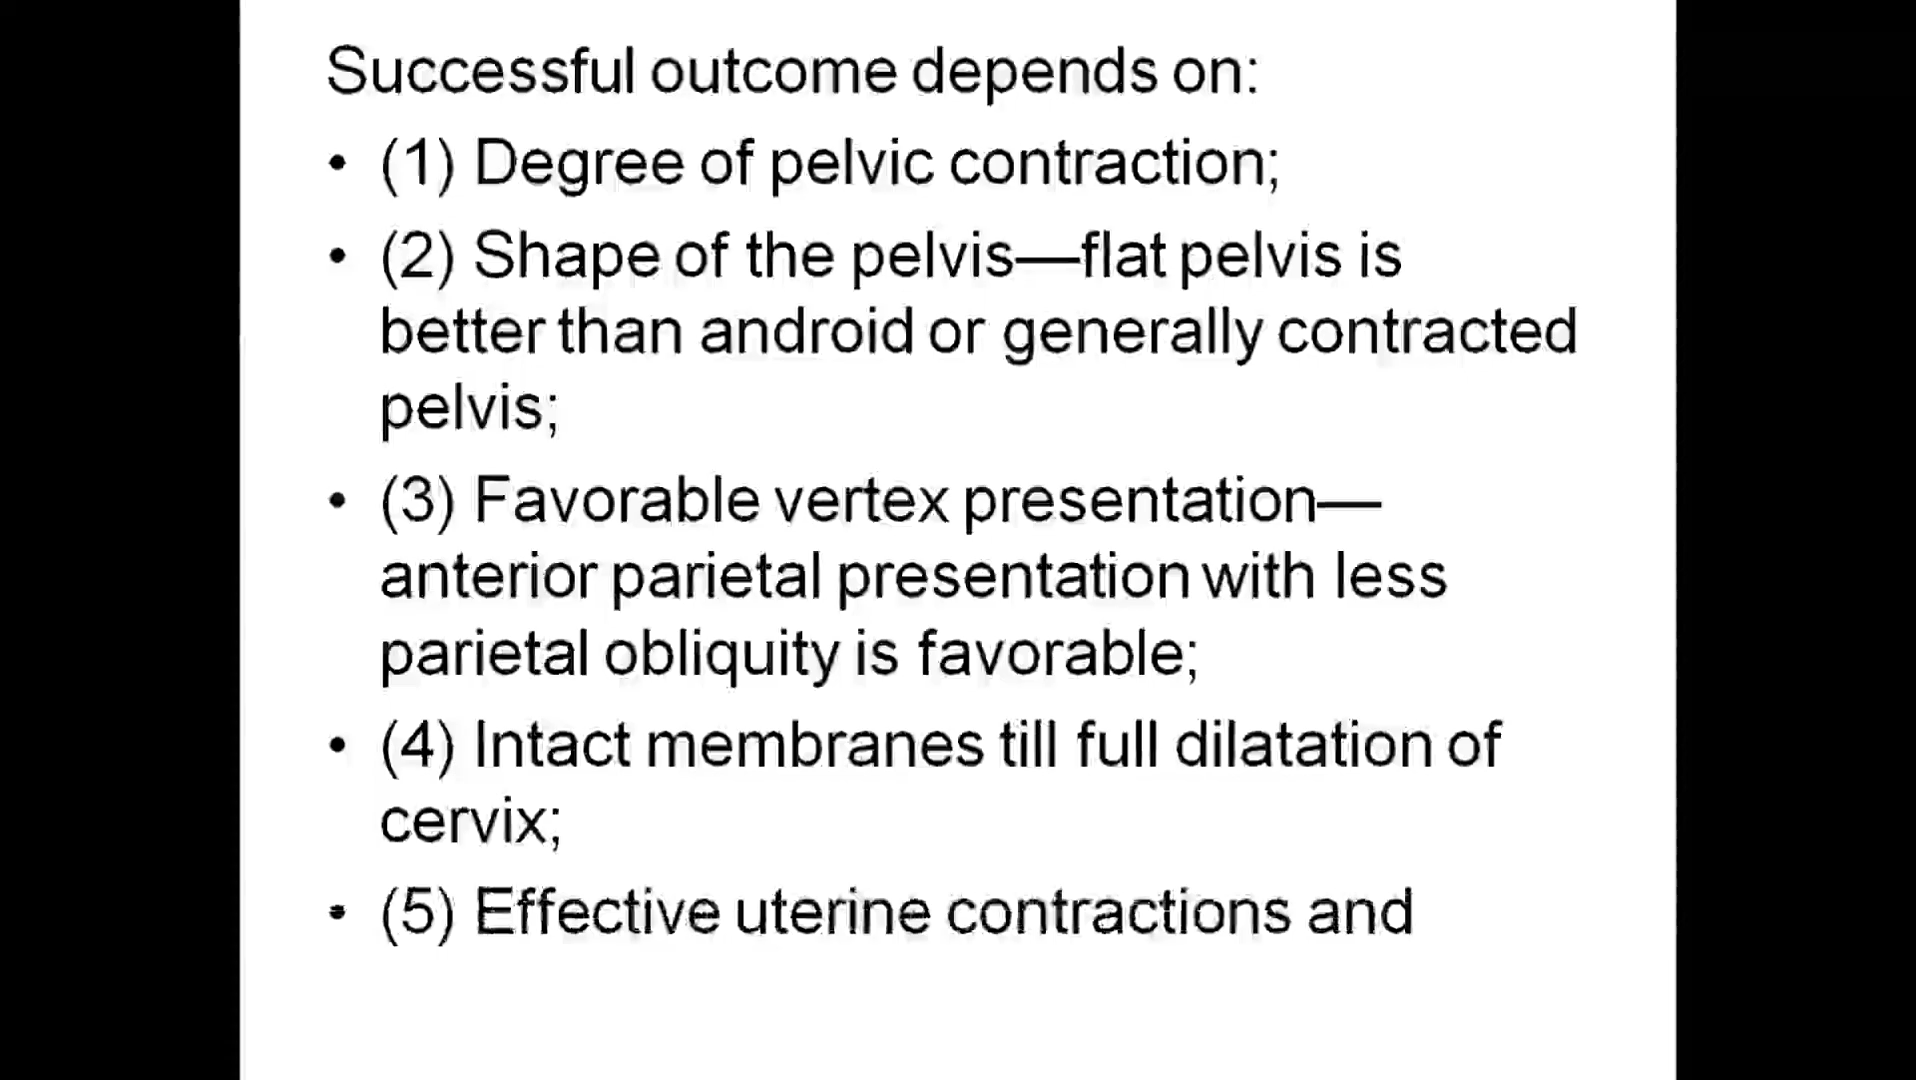 Successful outcome depends on:
• (1) Degree of pelvic contraction;
• (2) Shape of the pelvis—flat pelvis is
better than android or generally contracted
pelvis;
• (3) Favorable vertex presentation—
anterior parietal presentation with less
parietal obliquity is favorable;
• (4) Intact membranes till full dilatation of
cervix;
• (5) Effective uterine contractions and